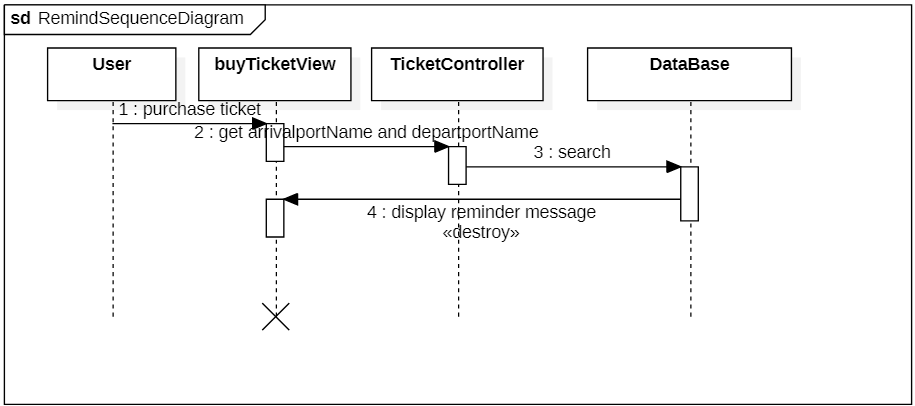 sd RemindSequenceDiagram
User
buyTicketView
TicketController
DataBase
1 : purchase ticket
2 : get arrivalportName and departportName
3 : search
4 : display reminder message
«destroy»